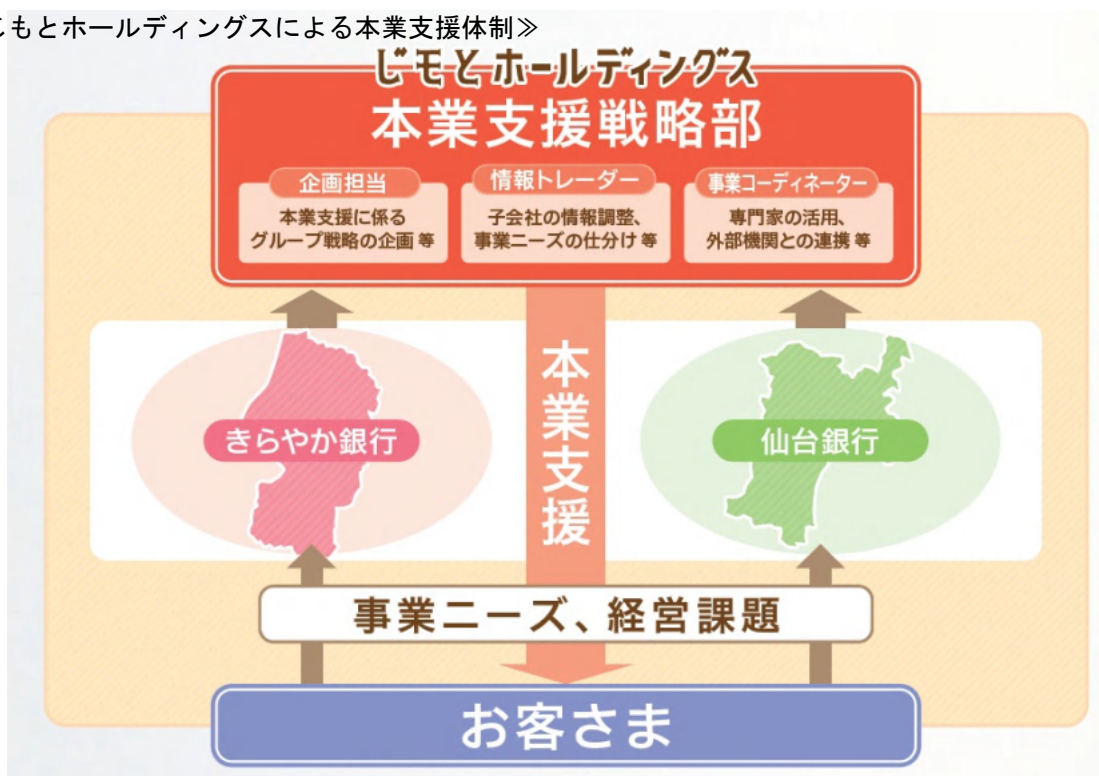 もとホールディングスによる本業支援体制≫
じもとホールディングス
本業支援戦略部
企画担当
本業支援に係る
グループ戦略の企画 等
情報トレーダー
子会社の情報調整、
事業ニーズの仕分け 等
事業コーディネーター
専門家の活用、
外部機関との連携 等
本業支援
きらやか銀行
仙台銀行
事業ニーズ、経営課題
お客さま